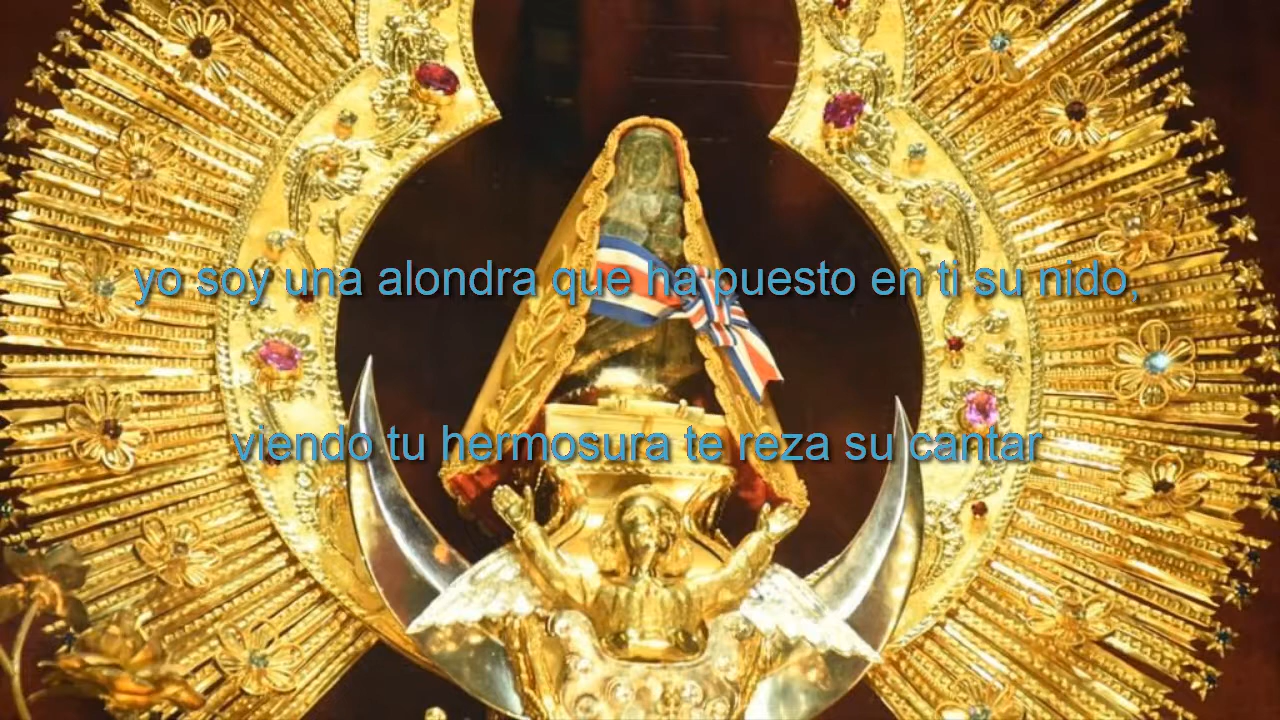 yo soy una alondra que ha puesto en ti su nido,
viendo tu hermosura te reza su cantar